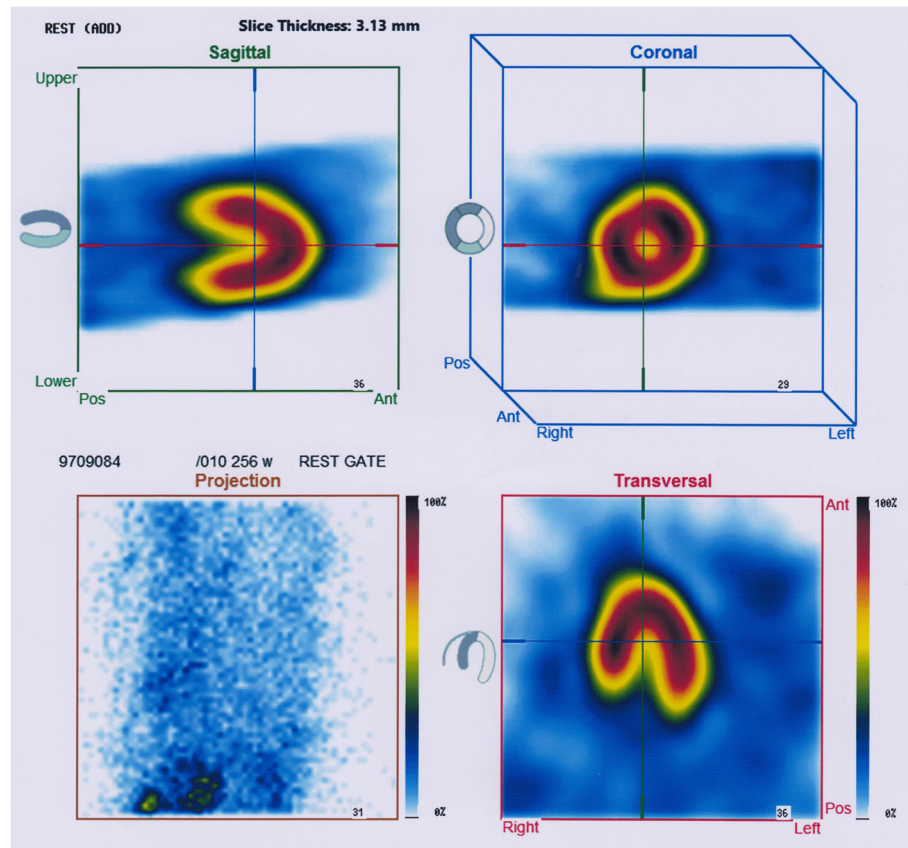 REST (ADD)
Slice Thickness: 3.13 mm
Sagittal
Upper
Lower
Pos
36
Ant
Coronal
Pos
Ant
Right
29
Left
9709084 /010 256 w REST GATE
Projection
100%
0%
31
Transversal
Ant
100%
Pos
0%
36
Right
Left